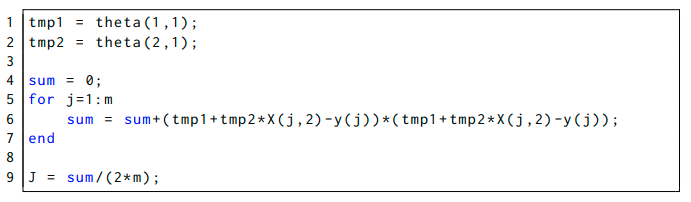 1 tmp1 = theta(1,1);
2 tmp2 = theta(2,1);
3
4 sum = 0;
5 for j=1:m
6     sum = sum+(tmp1+tmp2*X(j,2)-y(j))*(tmp1+tmp2*X(j,2)-y(j));
7 end
8
9 J = sum/(2*m);